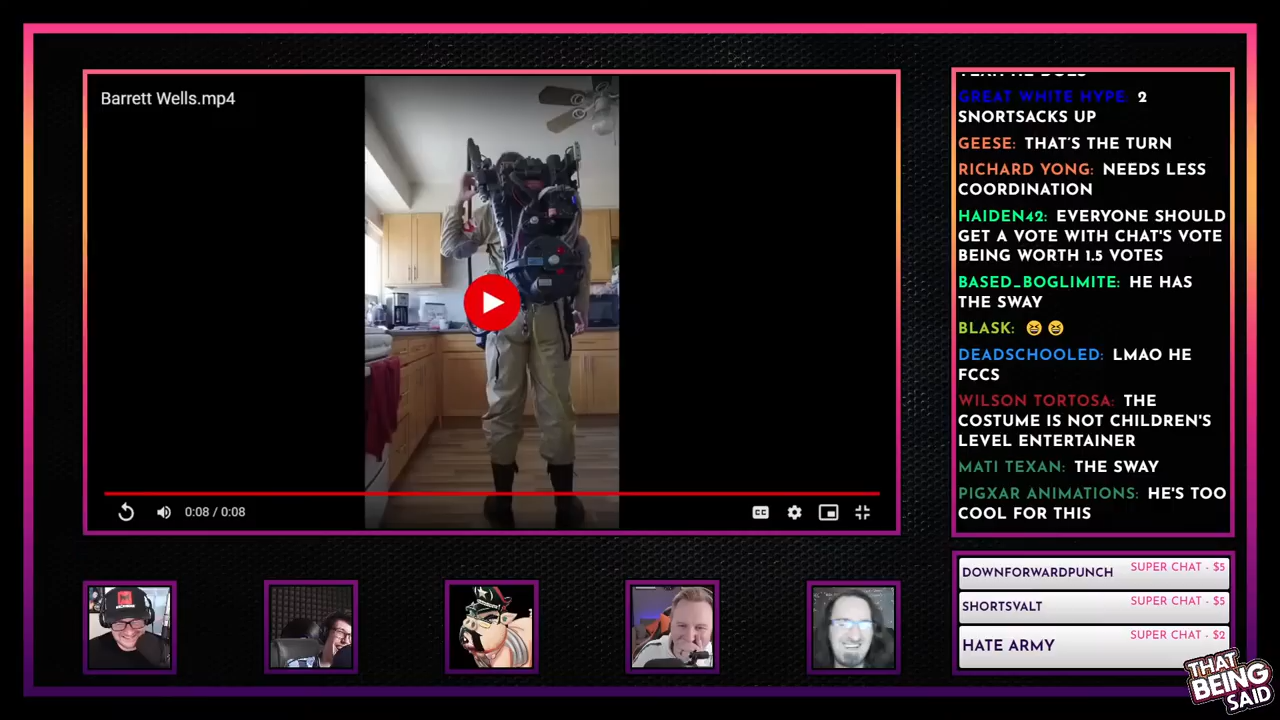 Barrett Wells.mp4
0:08 / 0:08
CC
YEAH HE DOES
GREAT WHITE HYPE: 2
SNORTSACKS UP
GEESE: THAT'S THE TURN
RICHARD YONG: NEEDS LESS
COORDINATION
HAIDEN42: EVERYONE SHOULD
GET A VOTE WITH CHAT'S VOTE
BEING WORTH 1.5 VOTES
BASED_BOGLIMITE: HE HAS
THE SWAY
BLASK: 😆 😆
DEADSCHOOLED: LMAO HE
FCCS
WILSON TORTOSA: THE
COSTUME IS NOT CHILDREN'S
LEVEL ENTERTAINER
MATI TEXAN: THE SWAY
PIGXAR ANIMATIONS: HE'S TOO
COOL FOR THIS
DOWNFORWARDPUNCH SUPER CHAT - $5
SHORTSVALT SUPER CHAT - $5
HATE ARMY SUPER CHAT - $2
THAT
BEING
SAID